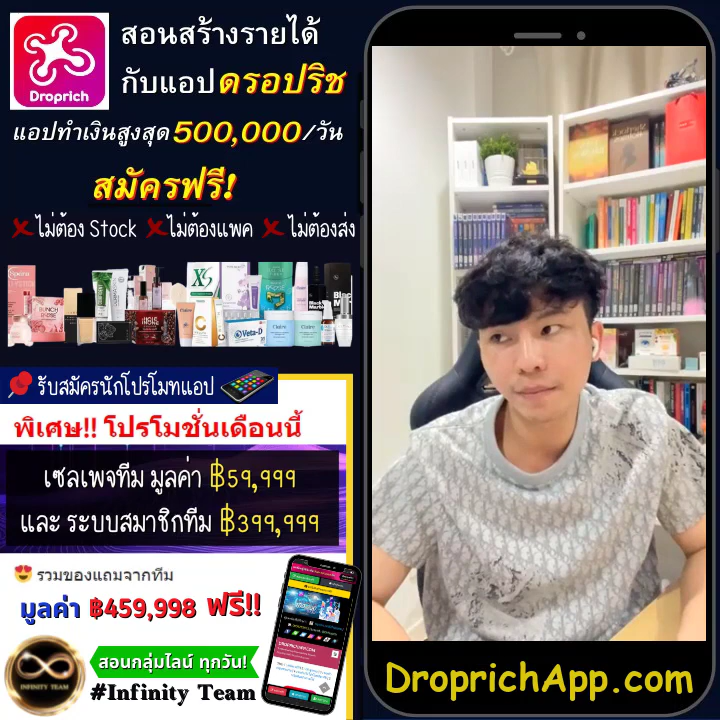 Droprich
สอนสร้างรายได้
กับแอปดรอปริช
แอปทำเงินสูงสุด 500,000/วัน
สมัครฟรี!
ไม่ต้อง Stock ไม่ต้องแพค ไม่ต้องส่ง
X5
Claire
C
Veta-D
Claire
Claire
รับสมัครนักโปรโมทแอป
พิเศษ!! โปรโมชั่นเดือนนี้
เซลเพจทีม มูลค่า ฿59,999
และ ระบบสมาชิกทีม ฿399,999
รวมของแถมจากทีม
มูลค่า ฿459,998 ฟรี!!
INFINITY TEAM
สอนกลุ่มไลน์ ทุกวัน!
#Infinity Team
DroprichApp.com